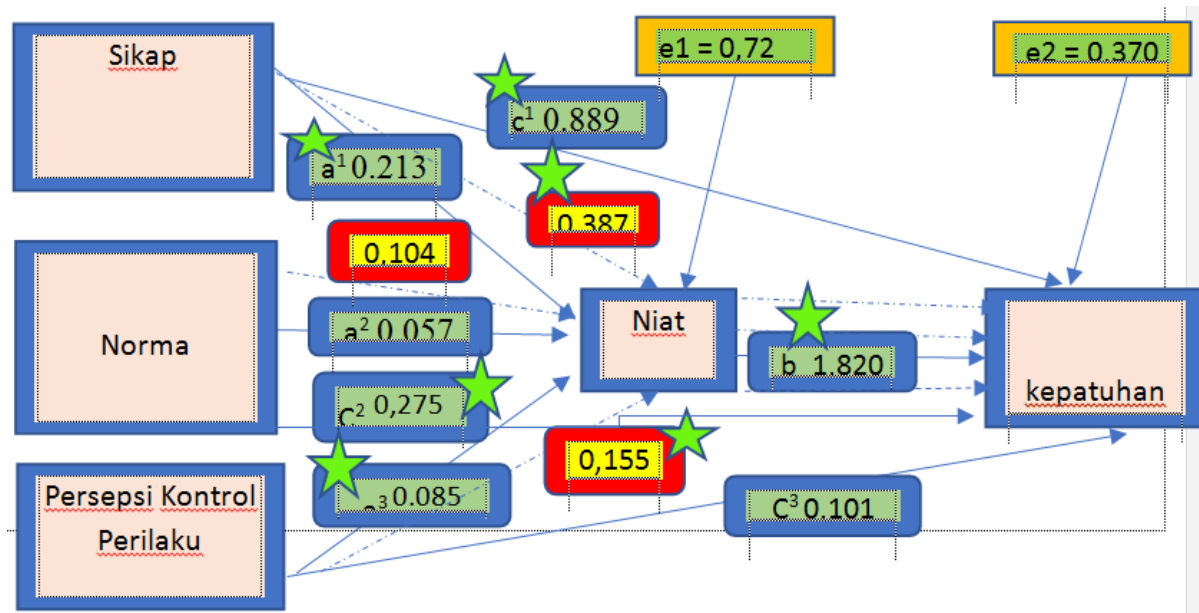 Sikap
e1 = 0,72
e2 = 0.370
c¹ 0.889
a¹ 0.213
0.387
0,104
Niat
Norma
a² 0.057
b 1.820
kepatuhan
C² 0,275
0,155
Persepsi Kontrol
Perilaku
0.085
C³ 0.101